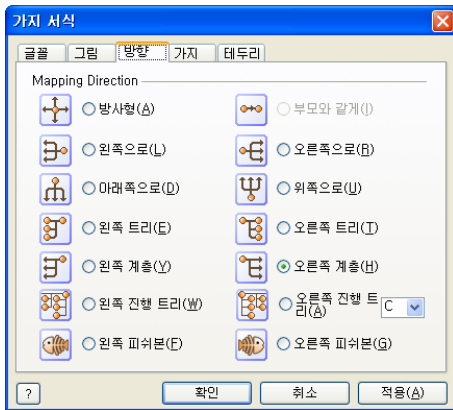 가지 서식
글꼴 그림 방향 가지 테두리
Mapping Direction
방사형(A) 부모와 같게(I)
왼쪽으로(L) 오른쪽으로(R)
아래쪽으로(D) 위쪽으로(U)
왼쪽 트리(E) 오른쪽 트리(T)
왼쪽 계층(Y) 오른쪽 계층(H)
왼쪽 진행 트리(W) 오른쪽 진행 트
리(A) C
왼쪽 피쉬본(F) 오른쪽 피쉬본(G)
? 확인 취소 적용(A)